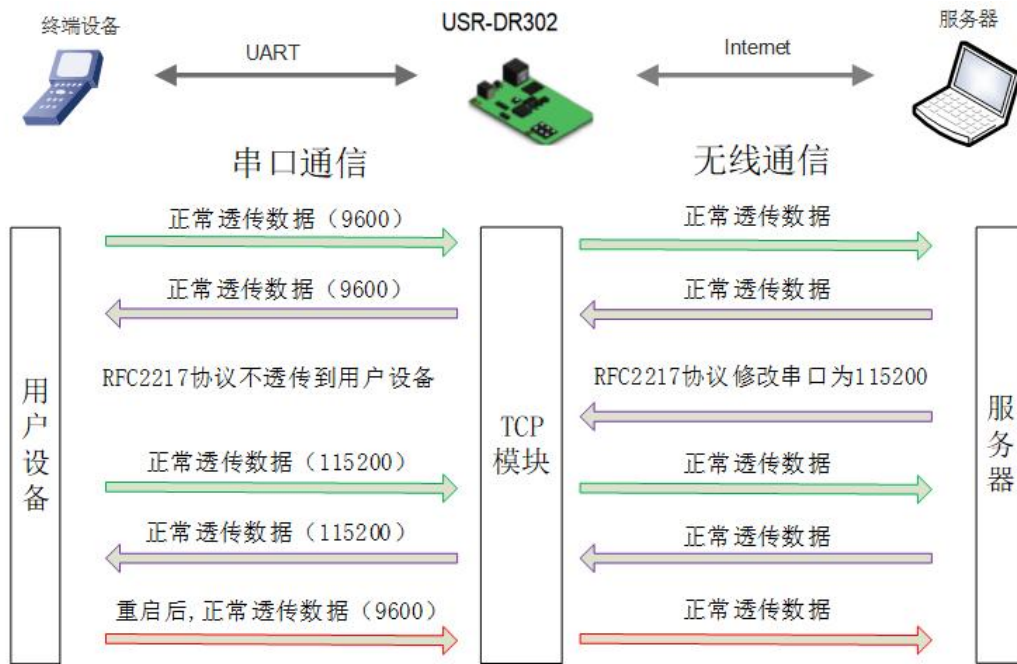 终端设备
USR-DR302
服务器
UART
Internet
串口通信
无线通信
正常透传数据（9600）
正常透传数据
正常透传数据（9600）
正常透传数据
RFC2217协议不透传到用户设备
RFC2217协议修改串口为115200
用户设备
TCP
模块
服务器
正常透传数据（115200）
正常透传数据
正常透传数据（115200）
正常透传数据
重启后,正常透传数据（9600）
正常透传数据